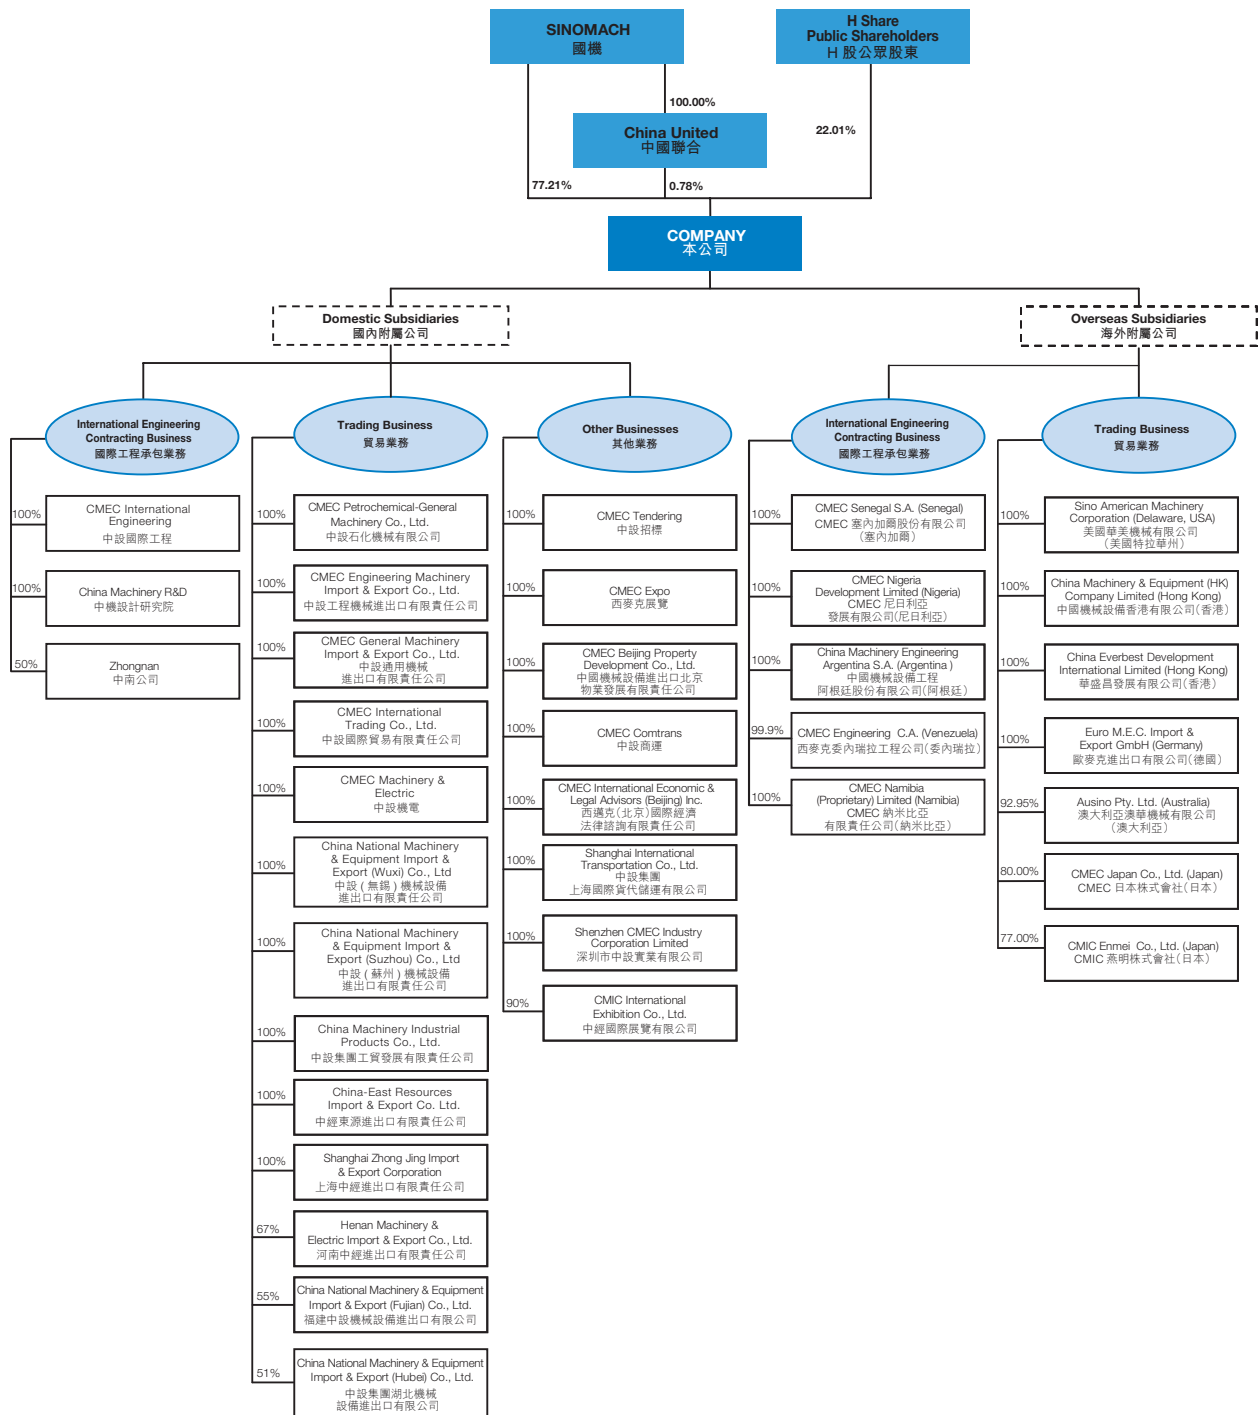 SINOMACH
國機
H Share
Public Shareholders
H 股公眾股東
100.00%
China United
中國聯合
22.01%
77.21%
0.78%
COMPANY
本公司
Domestic Subsidiaries
國內附屬公司
Overseas Subsidiaries
海外附屬公司
International Engineering
Contracting Business
國際工程承包業務
100%
CMEC International
Engineering
中設國際工程
100%
China Machinery R&D
中機設計研究院
50%
Zhongnan
中南公司
Trading Business
貿易業務
100%
CMEC Petrochemical-General
Machinery Co., Ltd.
中設石化機械有限公司
100%
CMEC Engineering Machinery
Import & Export Co., Ltd.
中設工程機械進出口有限責任公司
100%
CMEC General Machinery
Import & Export Co., Ltd.
中設通用機械
進出口有限責任公司
100%
CMEC International
Trading Co., Ltd.
中設國際貿易有限責任公司
100%
CMEC Machinery &
Electric
中設機電
100%
China National Machinery
& Equipment Import &
Export (Wuxi) Co., Ltd
中設 ( 無錫 ) 機械設備
進出口有限責任公司
100%
China National Machinery
& Equipment Import &
Export (Suzhou) Co., Ltd
中設 ( 蘇州 ) 機械設備
進出口有限責任公司
100%
China Machinery Industrial
Products Co., Ltd.
中設集團工貿發展有限責任公司
100%
China-East Resources
Import & Export Co. Ltd.
中經東源進出口有限責任公司
100%
Shanghai Zhong Jing Import
& Export Corporation
上海中經進出口有限責任公司
67%
Henan Machinery &
Electric Import & Export Co., Ltd.
河南中經進出口有限責任公司
55%
China National Machinery & Equipment
Import & Export (Fujian) Co., Ltd.
福建中設機械設備進出口有限公司
51%
China National Machinery & Equipment
Import & Export (Hubei) Co., Ltd.
中設集團湖北機械
設備進出口有限公司
Other Businesses
其他業務
100%
CMEC Tendering
中設招標
100%
CMEC Expo
西麥克展覽
100%
CMEC Beijing Property
Development Co., Ltd.
中國機械設備進出口北京
物業發展有限責任公司
100%
CMEC Comtrans
中設商運
100%
CMEC International Economic &
Legal Advisors (Beijing) Inc.
西邁克(北京)國際經濟
法律諮詢有限責任公司
100%
Shanghai International
Transportation Co., Ltd.
中設集團
上海國際貨代儲運有限公司
100%
Shenzhen CMEC Industry
Corporation Limited
深圳市中設實業有限公司
90%
CMIC International
Exhibition Co., Ltd.
中經國際展覽有限公司
International Engineering
Contracting Business
國際工程承包業務
100%
CMEC Senegal S.A. (Senegal)
CMEC 塞內加爾股份有限公司
(塞內加爾)
100%
CMEC Nigeria
Development Limited (Nigeria)
CMEC 尼日利亞
發展有限公司(尼日利亞)
100%
China Machinery Engineering
Argentina S.A. (Argentina )
中國機械設備工程
阿根廷股份有限公司(阿根廷)
99.9%
CMEC Engineering C.A. (Venezuela)
西麥克委內瑞拉工程公司(委內瑞拉)
100%
CMEC Namibia
(Proprietary) Limited (Namibia)
CMEC 納米比亞
有限責任公司(納米比亞)
Trading Business
貿易業務
100%
Sino American Machinery
Corporation (Delaware, USA)
美國華美機械有限公司
(美國特拉華州)
100%
China Machinery & Equipment (HK)
Company Limited (Hong Kong)
中國機械設備香港有限公司(香港)
100%
China Everbest Development
International Limited (Hong Kong)
華盛昌發展有限公司(香港)
100%
Euro M.E.C. Import &
Export GmbH (Germany)
歐麥克進出口有限公司(德國)
92.95%
Ausino Pty. Ltd. (Australia)
澳大利亞澳華機械有限公司
(澳大利亞)
80.00%
CMEC Japan Co., Ltd. (Japan)
CMEC 日本株式會社(日本)
77.00%
CMIC Enmei Co., Ltd. (Japan)
CMIC 燕明株式會社(日本)